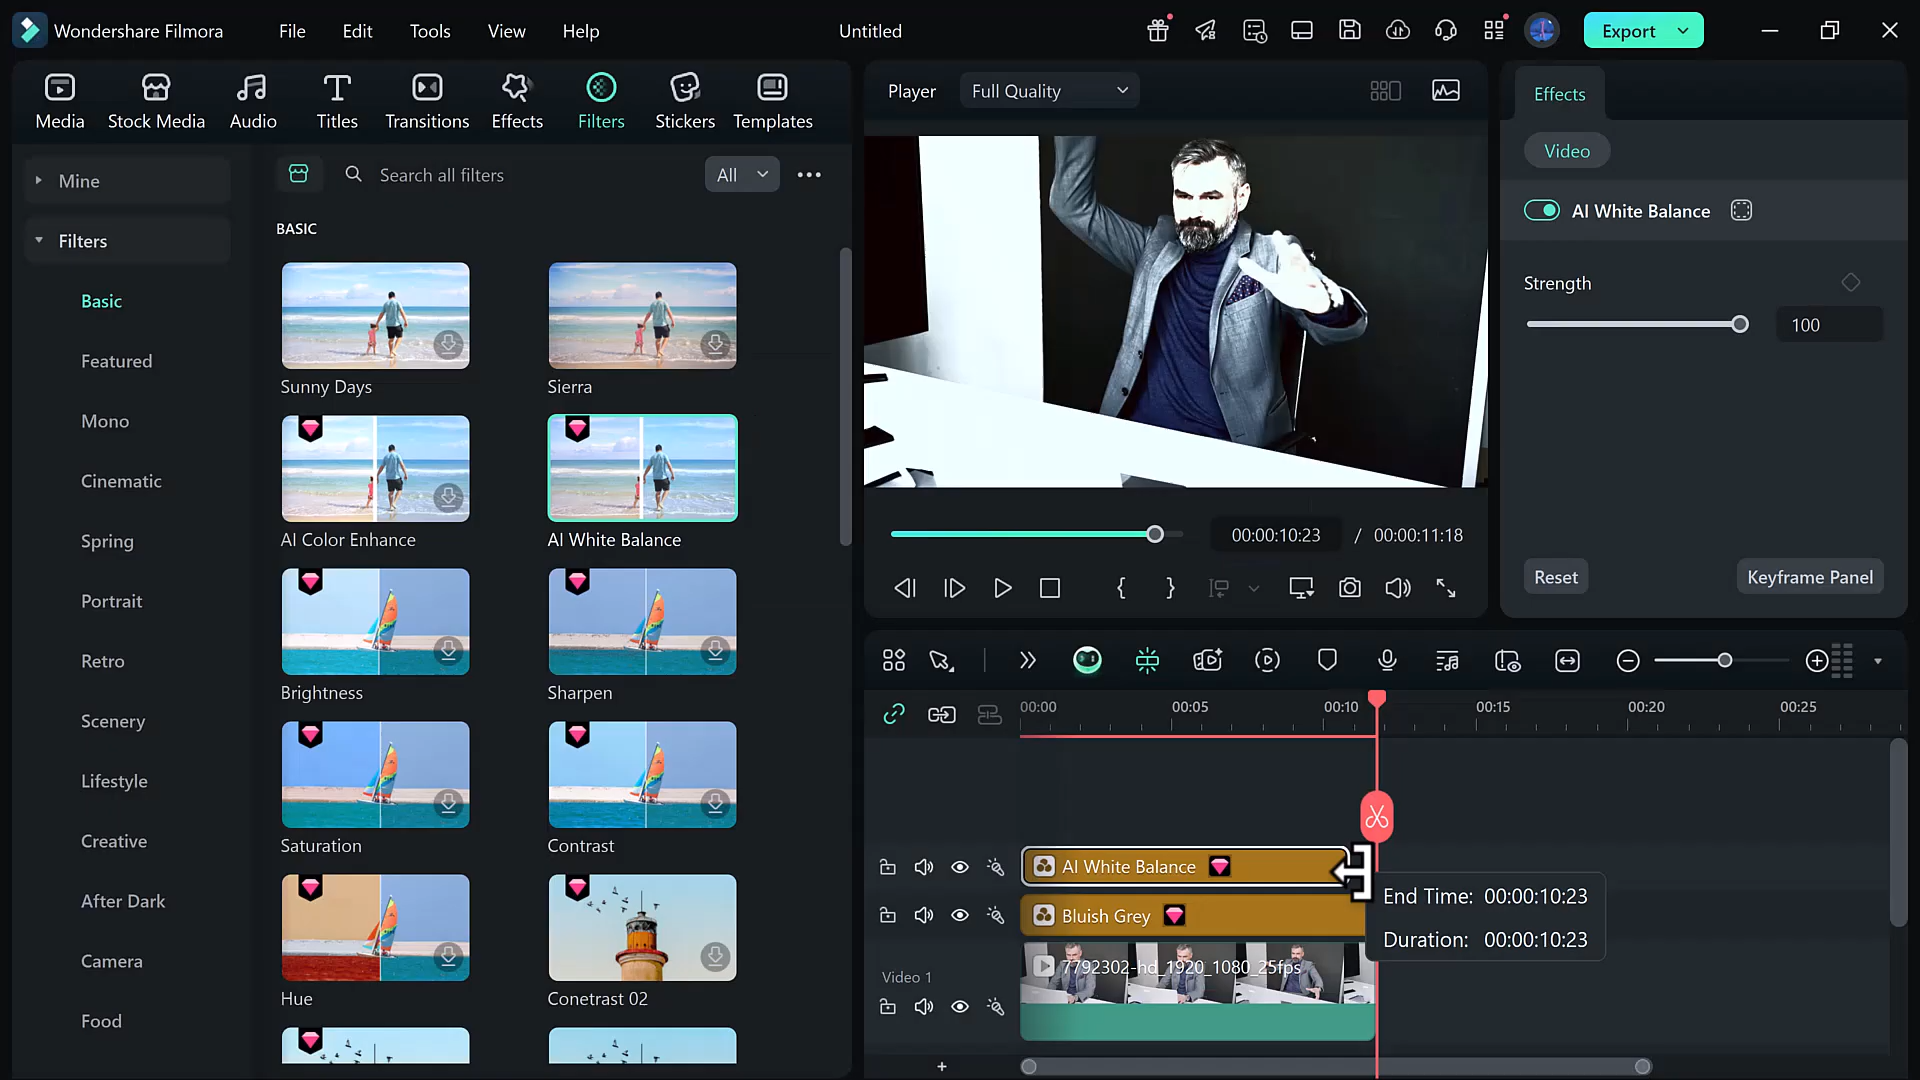 Wondershare Filmora
File
Edit
Tools
View
Help
Untitled
Export
Media
Stock Media
Audio
Titles
Transitions
Effects
Filters
Stickers
Templates
Player
Full Quality
Effects
Video
Mine
Filters
Basic
Featured
Mono
Cinematic
Spring
Portrait
Retro
Scenery
Lifestyle
Creative
After Dark
Camera
Food
Search all filters
All
BASIC
Sunny Days
Sierra
AI Color Enhance
AI White Balance
Brightness
Sharpen
Saturation
Contrast
Hue
Conetrast 02
00:00:10:23 / 00:00:11:18
AI White Balance
Strength
100
Reset
Keyframe Panel
00:00
00:05
00:10
00:15
00:20
00:25
AI White Balance
Bluish Grey
End Time: 00:00:10:23
Duration: 00:00:10:23
Video 1
7792302-hd_1920_1080_25fps